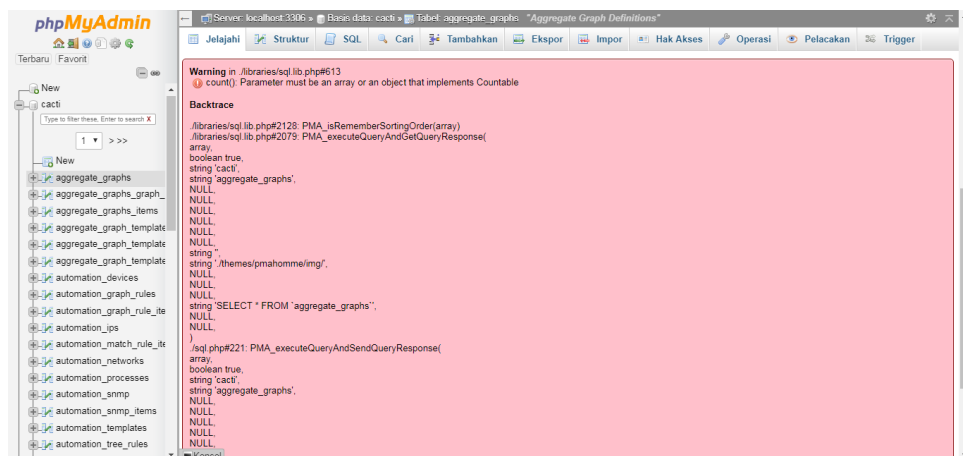 phpMyAdmin
Terbaru Favorit
New
cacti
Type to filter these, Enter to search X
1 > >>
New
aggregate_graphs
aggregate_graphs_graph_
aggregate_graphs_items
aggregate_graph_template
aggregate_graph_template
aggregate_graph_template
automation_devices
automation_graph_rules
automation_graph_rule_ite
automation_ips
automation_match_rule_ite
automation_networks
automation_processes
automation_snmp
automation_snmp_items
automation_templates
automation_tree_rules
Server: localhost:3306 » Basis data: cacti » Tabel: aggregate_graphs "Aggregate Graph Definitions"
Jelajahi Struktur SQL Cari Tambahkan Ekspor Impor Hak Akses Operasi Pelacakan Trigger
Warning in ./libraries/sql.lib.php#613
count(): Parameter must be an array or an object that implements Countable
Backtrace
./libraries/sql.lib.php#2128: PMA_isRememberSortingOrder(array)
./libraries/sql.lib.php#2079: PMA_executeQueryAndGetQueryResponse(
array,
boolean true,
string 'cacti',
string 'aggregate_graphs',
NULL,
NULL,
NULL,
NULL,
NULL,
NULL,
string '',
string './themes/pmahomme/img/',
NULL,
NULL,
NULL,
string 'SELECT * FROM `aggregate_graphs`',
NULL,
NULL,
)
./sql.php#221: PMA_executeQueryAndSendQueryResponse(
array,
boolean true,
string 'cacti',
string 'aggregate_graphs',
NULL,
NULL,
NULL,
NULL,
NULL,
Konsol